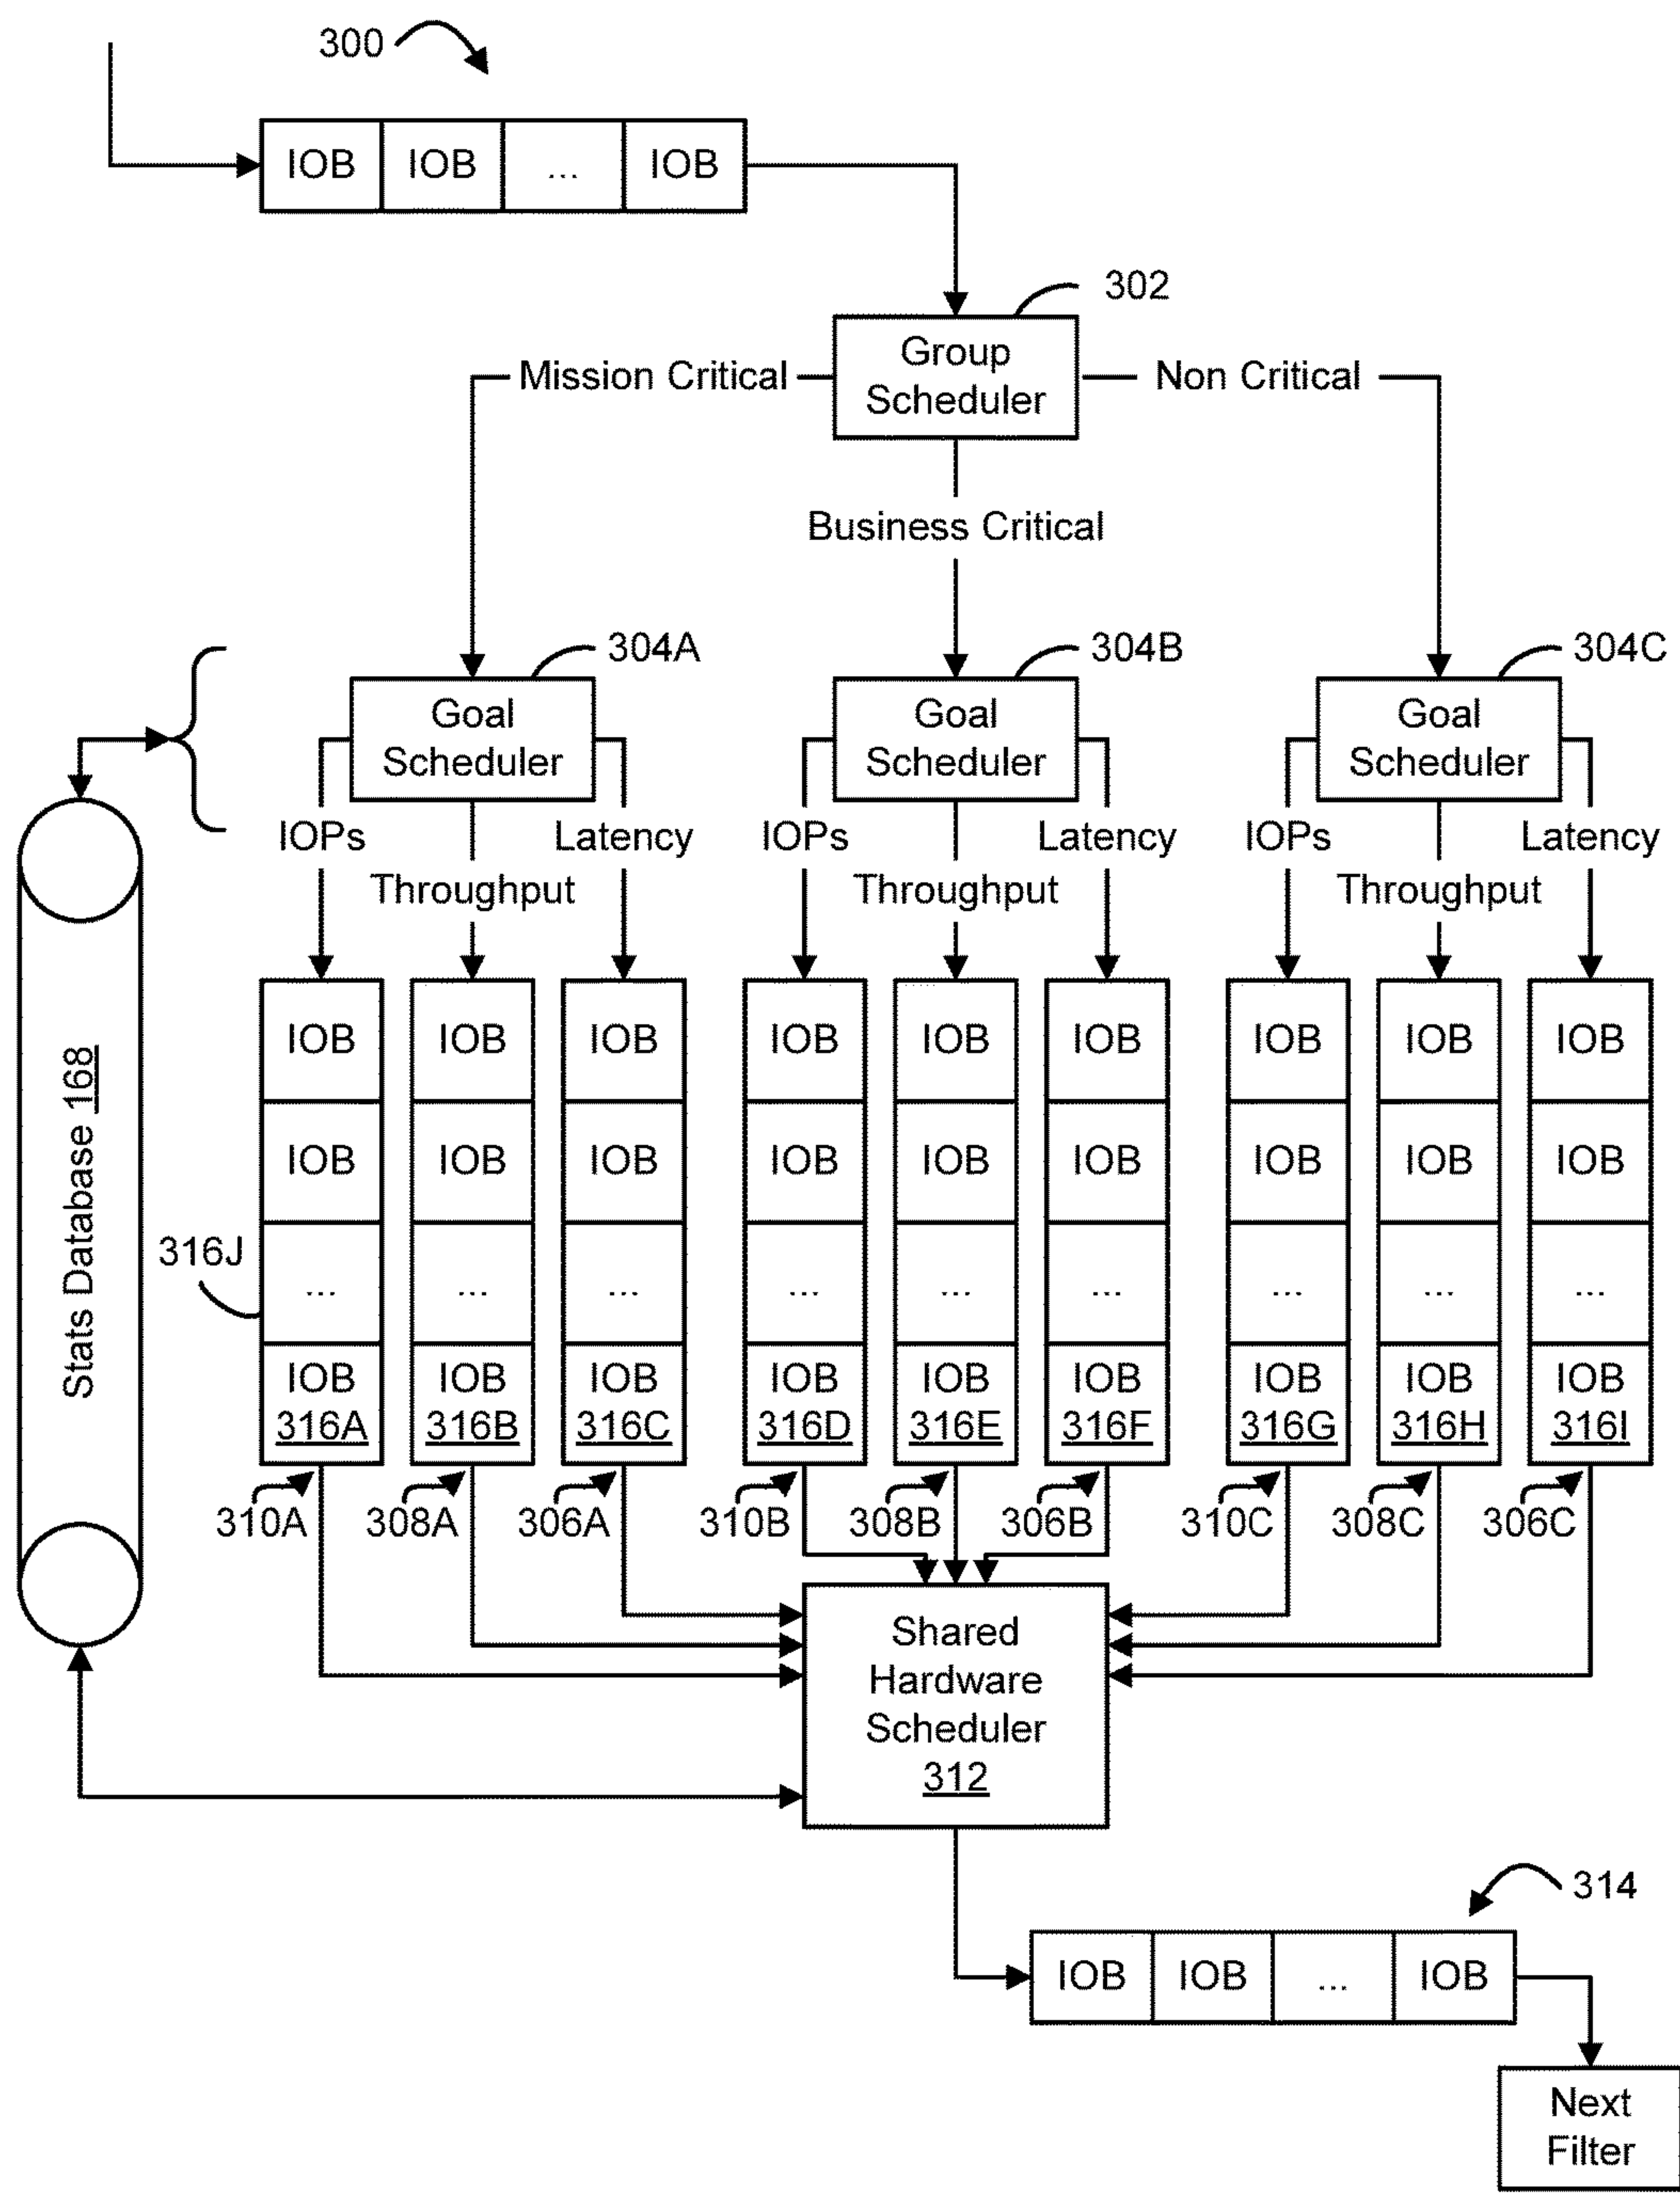 300
IOB IOB ... IOB
302
Group
Scheduler
Mission Critical
Non Critical
Business Critical
304A
304B
304C
Goal
Scheduler
Goal
Scheduler
Goal
Scheduler
IOPs
Latency
Throughput
IOPs
Latency
Throughput
IOPs
Latency
Throughput
Stats Database 168
316J
IOB IOB IOB IOB IOB IOB IOB IOB IOB
IOB IOB IOB IOB IOB IOB IOB IOB IOB
... ... ... ... ... ... ... ... ...
IOB IOB IOB IOB IOB IOB IOB IOB IOB
316A 316B 316C 316D 316E 316F 316G 316H 316I
310A 308A 306A 310B 308B 306B 310C 308C 306C
Shared
Hardware
Scheduler
312
314
IOB IOB ... IOB
Next
Filter